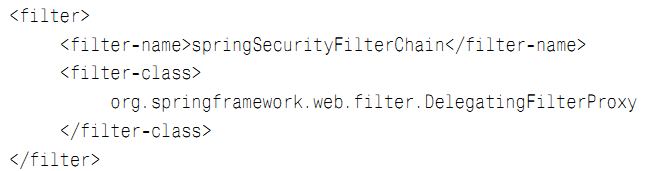 <filter>
<filter-name>springSecurityFilterChain</filter-name>
<filter-class>
org.springframework.web.filter.DelegatingFilterProxy
</filter-class>
</filter>